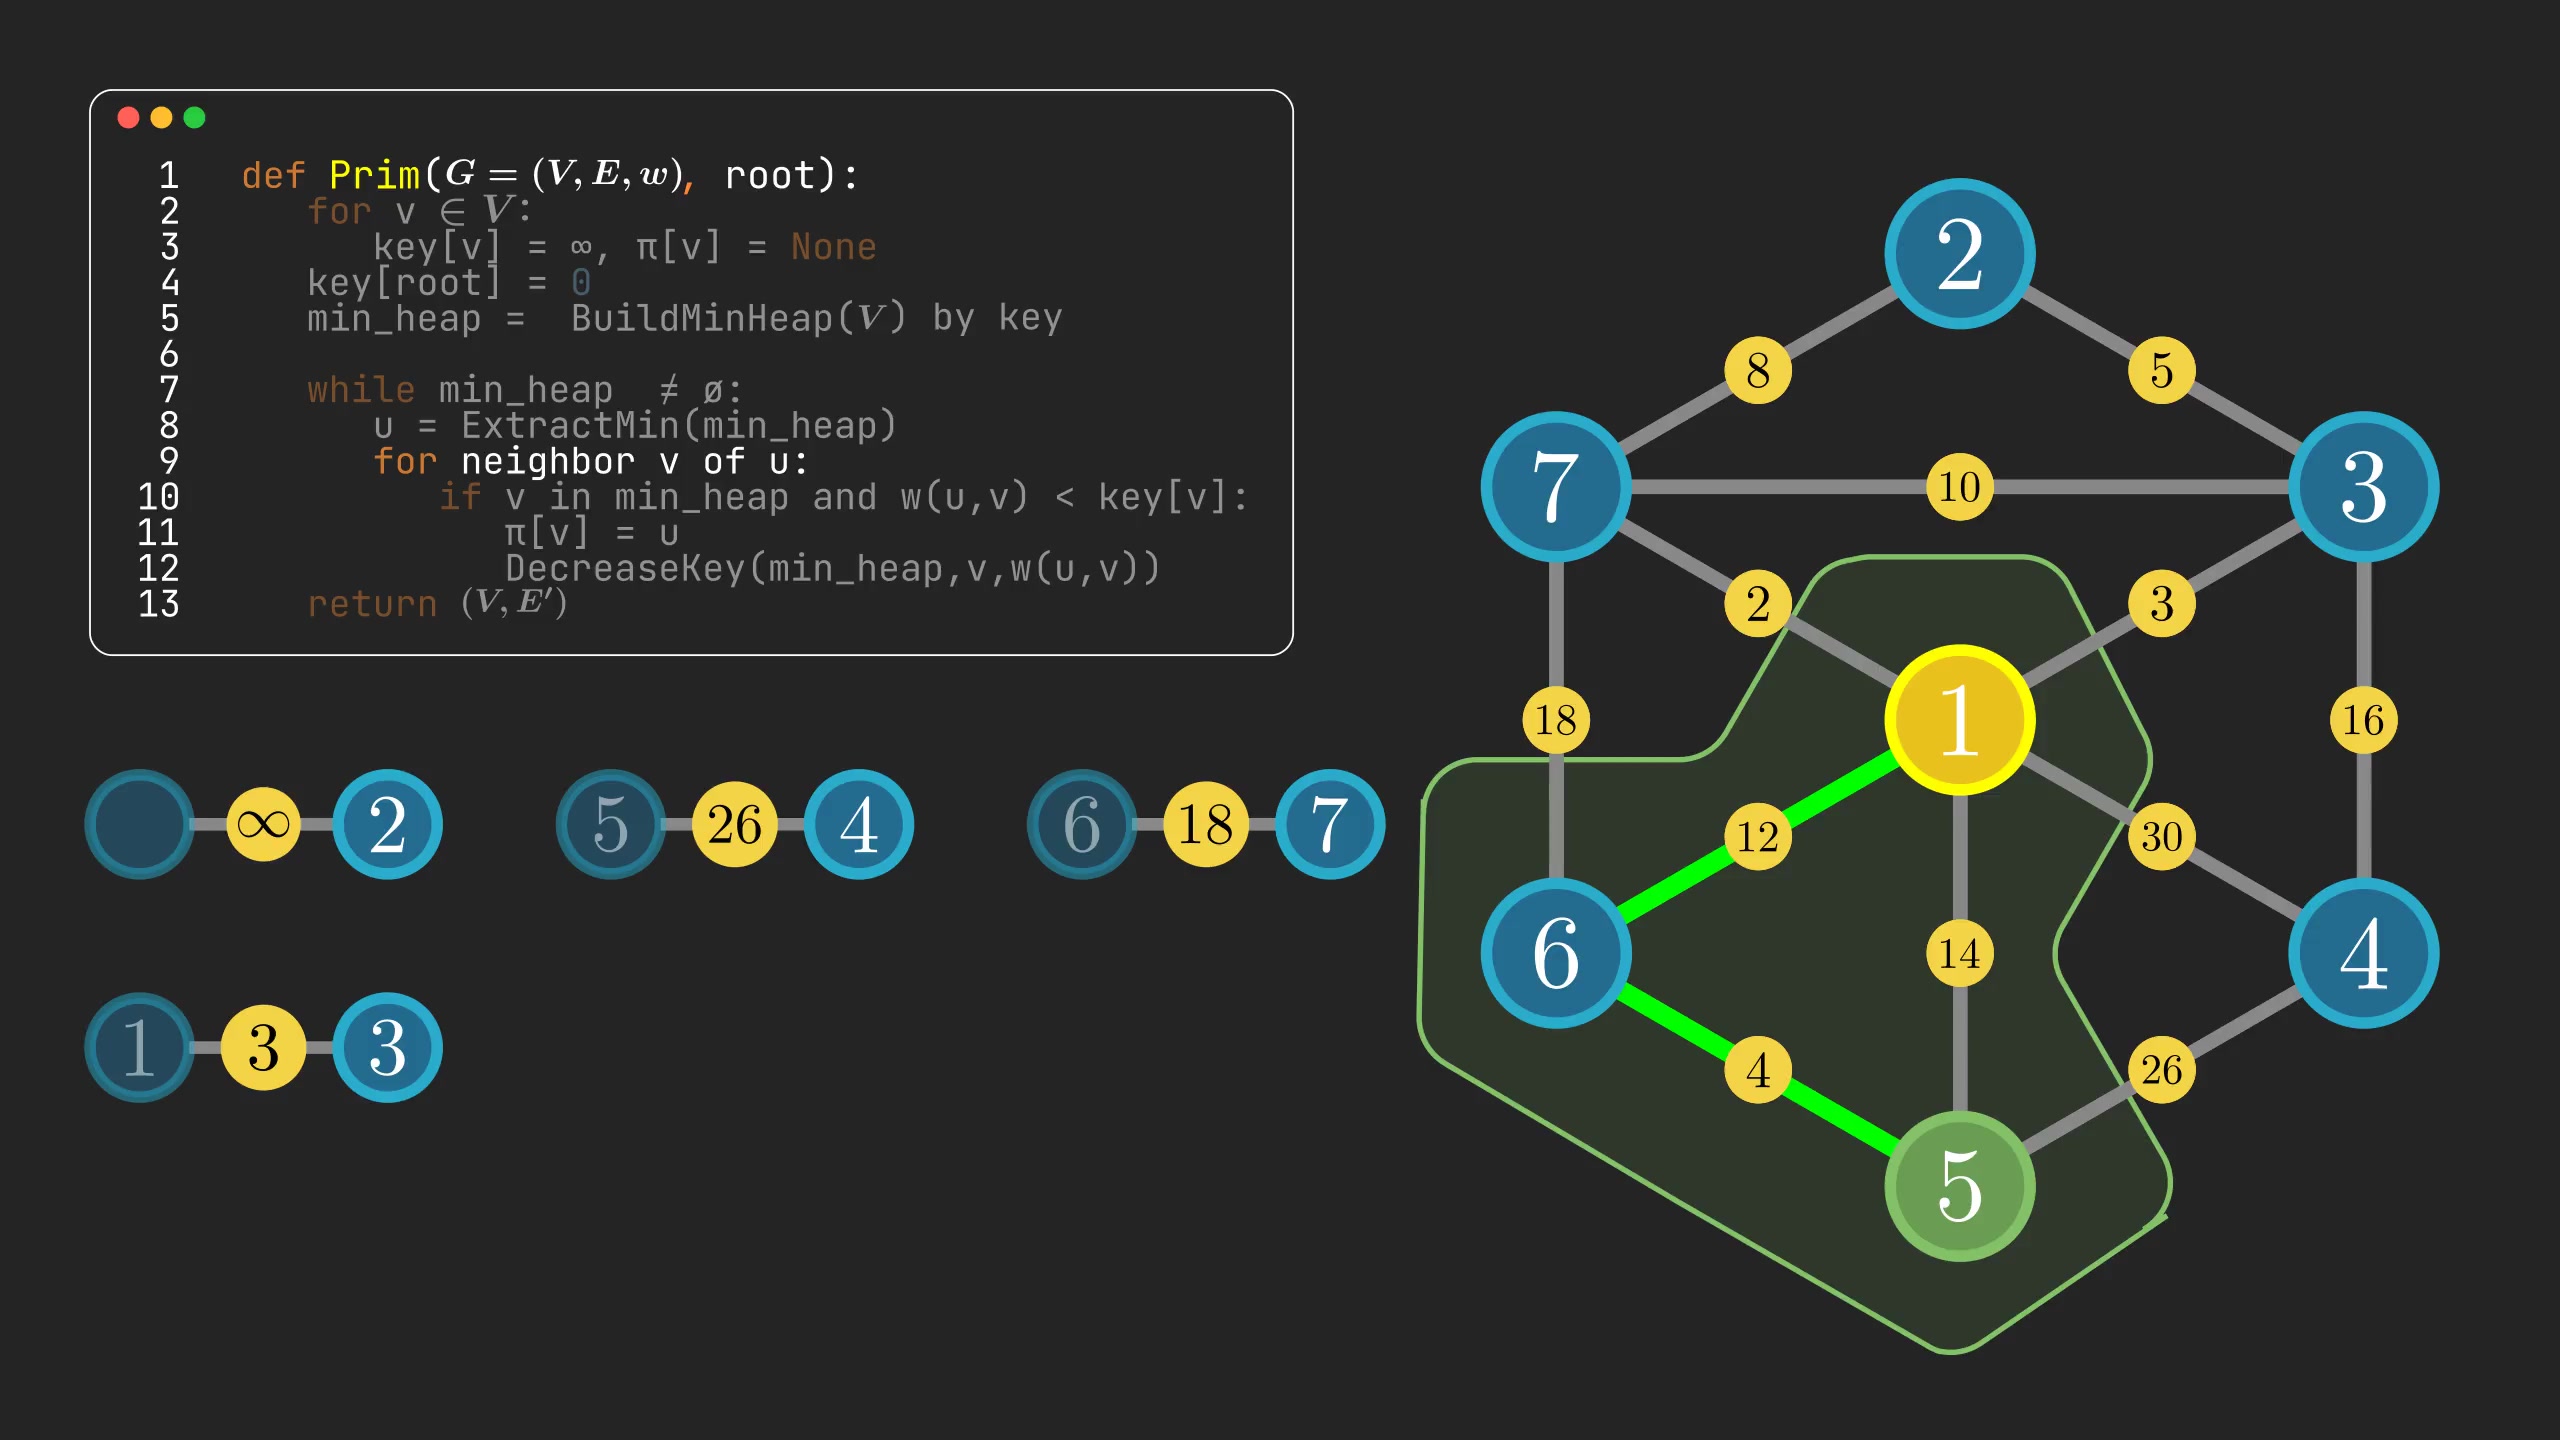 1 def Prim(G = (V, E, w), root):
2 for v ∈ V:
3 key[v] = ∞, π[v] = None
4 key[root] = 0
5 min_heap = BuildMinHeap(V) by key
6
7 while min_heap ≠ ø:
8 u = ExtractMin(min_heap)
9 for neighbor v of u:
10 if v in min_heap and w(u,v) < key[v]:
11 π[v] = u
12 DecreaseKey(min_heap,v,w(u,v))
13 return (V, E′)
∞ 2
5 26 4
6 18 7
1 3 3
2
8 5
7 10 3
2 3
18 1 16
12 30
6 14 4
4 26
5